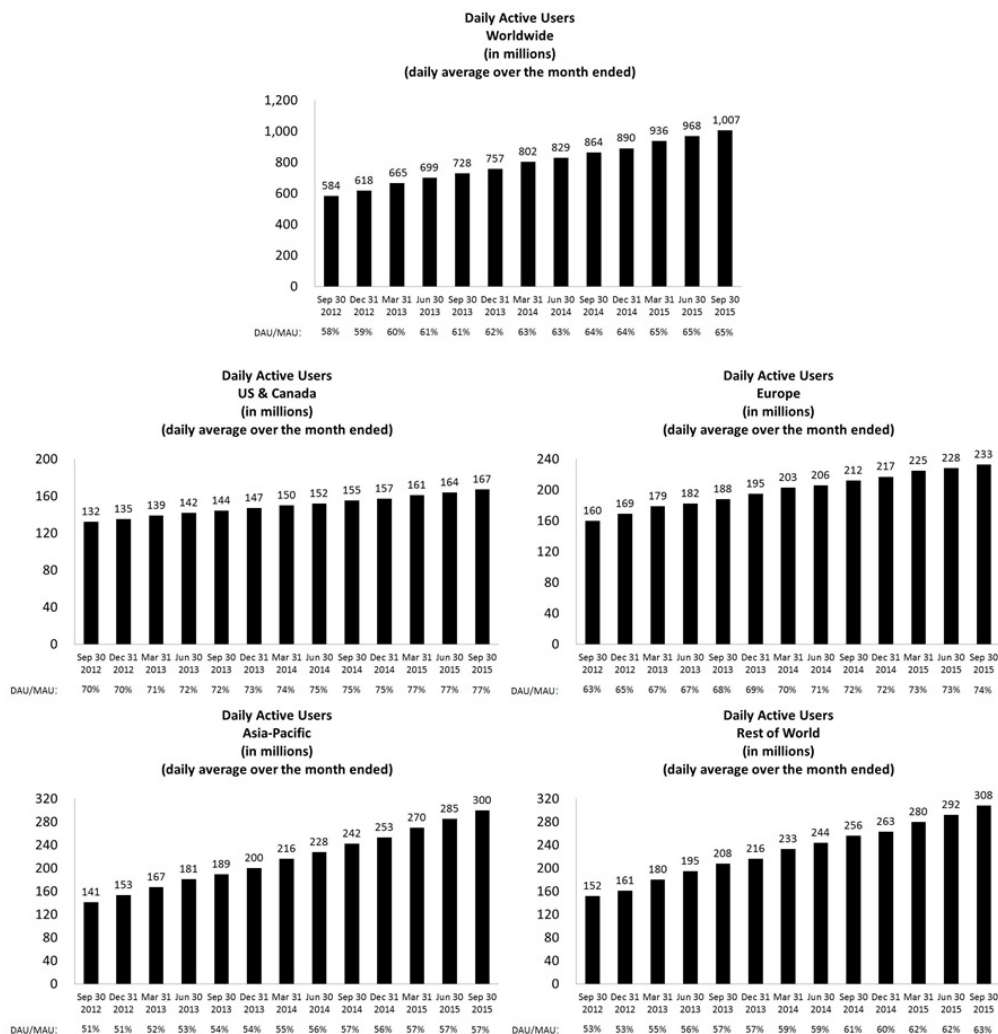 Daily Active Users
Worldwide
(in millions)
(daily average over the month ended)
1,200
1,000
800
600
400
200
0
584 618 665 699 728 757 802 829 864 890 936 968 1,007
Sep 30 Dec 31 Mar 31 Jun 30 Sep 30 Dec 31 Mar 31 Jun 30 Sep 30 Dec 31 Mar 31 Jun 30 Sep 30
2012 2012 2013 2013 2013 2013 2014 2014 2014 2014 2015 2015 2015
DAU/MAU: 58% 59% 60% 61% 61% 62% 63% 63% 64% 64% 65% 65% 65%
Daily Active Users
US & Canada
(in millions)
(daily average over the month ended)
200
160
120
80
40
0
132 135 139 142 144 147 150 152 155 157 161 164 167
Sep 30 Dec 31 Mar 31 Jun 30 Sep 30 Dec 31 Mar 31 Jun 30 Sep 30 Dec 31 Mar 31 Jun 30 Sep 30
2012 2012 2013 2013 2013 2013 2014 2014 2014 2014 2015 2015 2015
DAU/MAU: 70% 70% 71% 72% 72% 73% 74% 75% 75% 75% 77% 77% 77%
Daily Active Users
Europe
(in millions)
(daily average over the month ended)
240
200
160
120
80
40
0
160 169 179 182 188 195 203 206 212 217 225 228 233
Sep 30 Dec 31 Mar 31 Jun 30 Sep 30 Dec 31 Mar 31 Jun 30 Sep 30 Dec 31 Mar 31 Jun 30 Sep 30
2012 2012 2013 2013 2013 2013 2014 2014 2014 2014 2015 2015 2015
DAU/MAU: 63% 65% 67% 67% 68% 69% 70% 71% 72% 72% 73% 73% 74%
Daily Active Users
Asia-Pacific
(in millions)
(daily average over the month ended)
320
280
240
200
160
120
80
40
0
141 153 167 181 189 200 216 228 242 253 270 285 300
Sep 30 Dec 31 Mar 31 Jun 30 Sep 30 Dec 31 Mar 31 Jun 30 Sep 30 Dec 31 Mar 31 Jun 30 Sep 30
2012 2012 2013 2013 2013 2013 2014 2014 2014 2014 2015 2015 2015
DAU/MAU: 51% 51% 52% 53% 54% 54% 55% 56% 57% 56% 57% 57% 57%
Daily Active Users
Rest of World
(in millions)
(daily average over the month ended)
320
280
240
200
160
120
80
40
0
152 161 180 195 208 216 233 244 256 263 280 292 308
Sep 30 Dec 31 Mar 31 Jun 30 Sep 30 Dec 31 Mar 31 Jun 30 Sep 30 Dec 31 Mar 31 Jun 30 Sep 30
2012 2012 2013 2013 2013 2013 2014 2014 2014 2014 2015 2015 2015
DAU/MAU: 53% 53% 55% 56% 57% 57% 59% 59% 61% 60% 62% 62% 63%